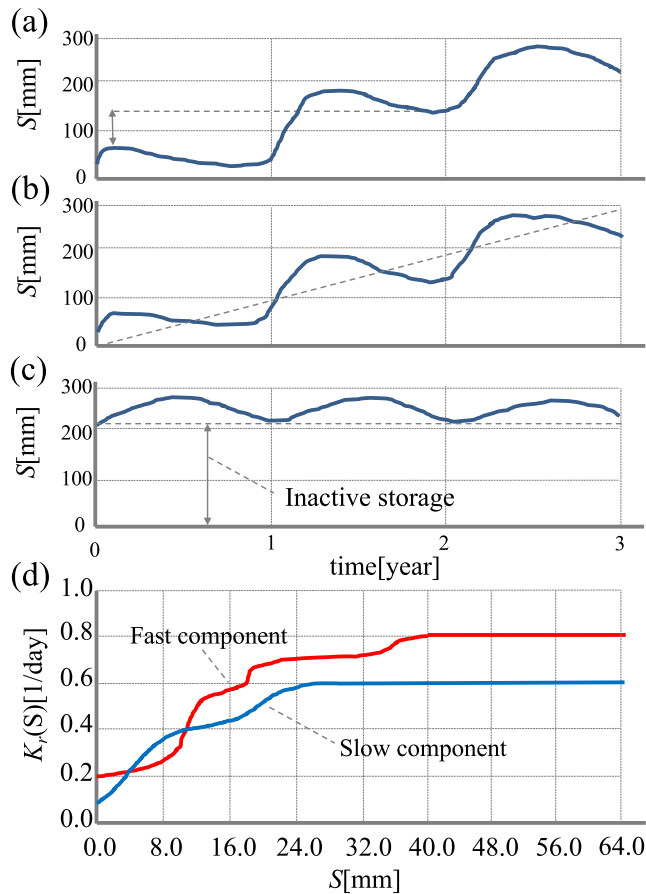 (a)
300
200
100
0
S[mm]
(b)
300
200
100
0
S[mm]
(c)
300
200
100
0
S[mm]
Inactive storage
0 1 2 3
time[year]
(d)
1.0
0.8
0.6
0.4
0.2
0.0
Kr(S)[1/day]
Fast component
Slow component
0.0 8.0 16.0 24.0 32.0 40.0 48.0 56.0 64.0
S[mm]